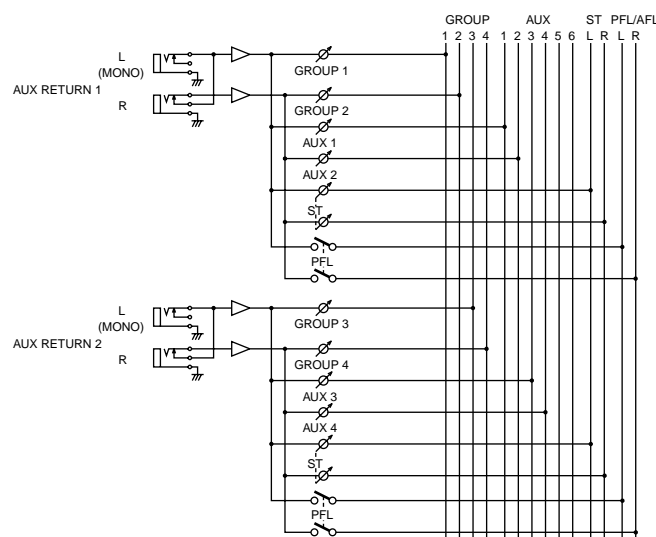 GROUP AUX ST PFL/AFL
1 2 3 4 1 2 3 4 5 6 L R L R
AUX RETURN 1
L
(MONO)
R
GROUP 1
GROUP 2
AUX 1
AUX 2
ST
PFL
AUX RETURN 2
L
(MONO)
R
GROUP 3
GROUP 4
AUX 3
AUX 4
ST
PFL